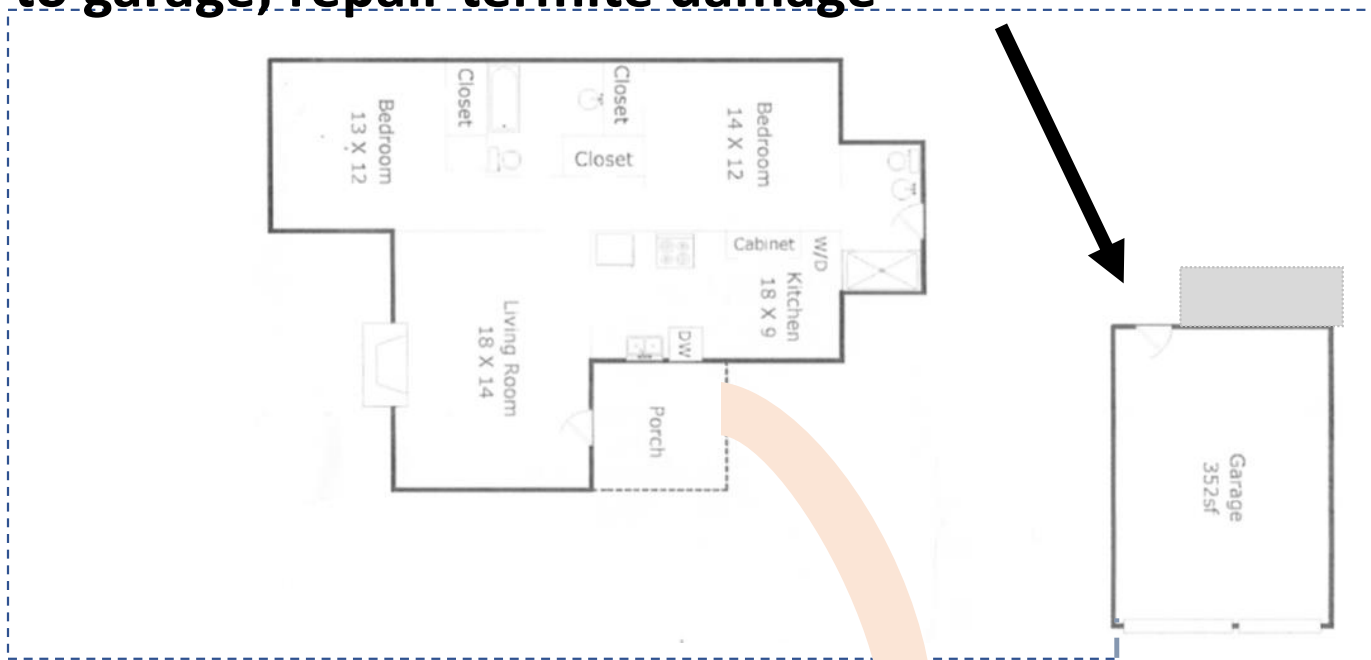 to garage, repair termite damage
Closet
Closet
Bedroom
13 X 12
Closet
Bedroom
14 X 12
Cabinet
W/D
Kitchen
18 X 9
Living Room
18 X 14
DW
Porch
Garage
352sf